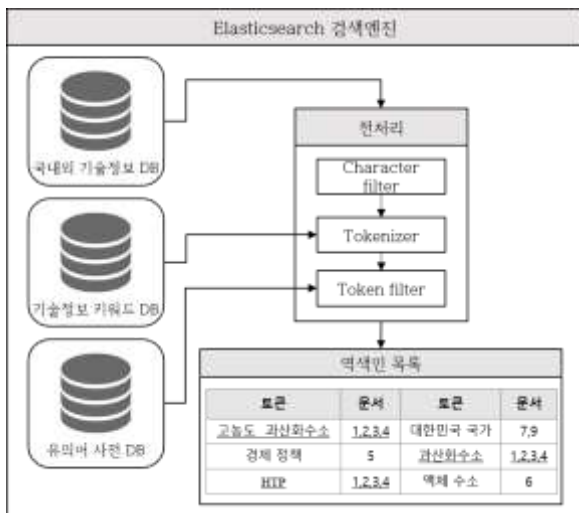 Elasticsearch 검색엔진
국내외 기술정보 DB
전처리
Character
filter
기술정보 키워드 DB
Tokenizer
Token filter
유의어 사전 DB
역색인 목록
토큰 문서 토큰 문서
고농도 과산화수소 1,2,3,4 대한민국 국가 7,9
경제 정책 5 과산화수소 1,2,3,4
HTP 1,2,3,4 액체 수소 6